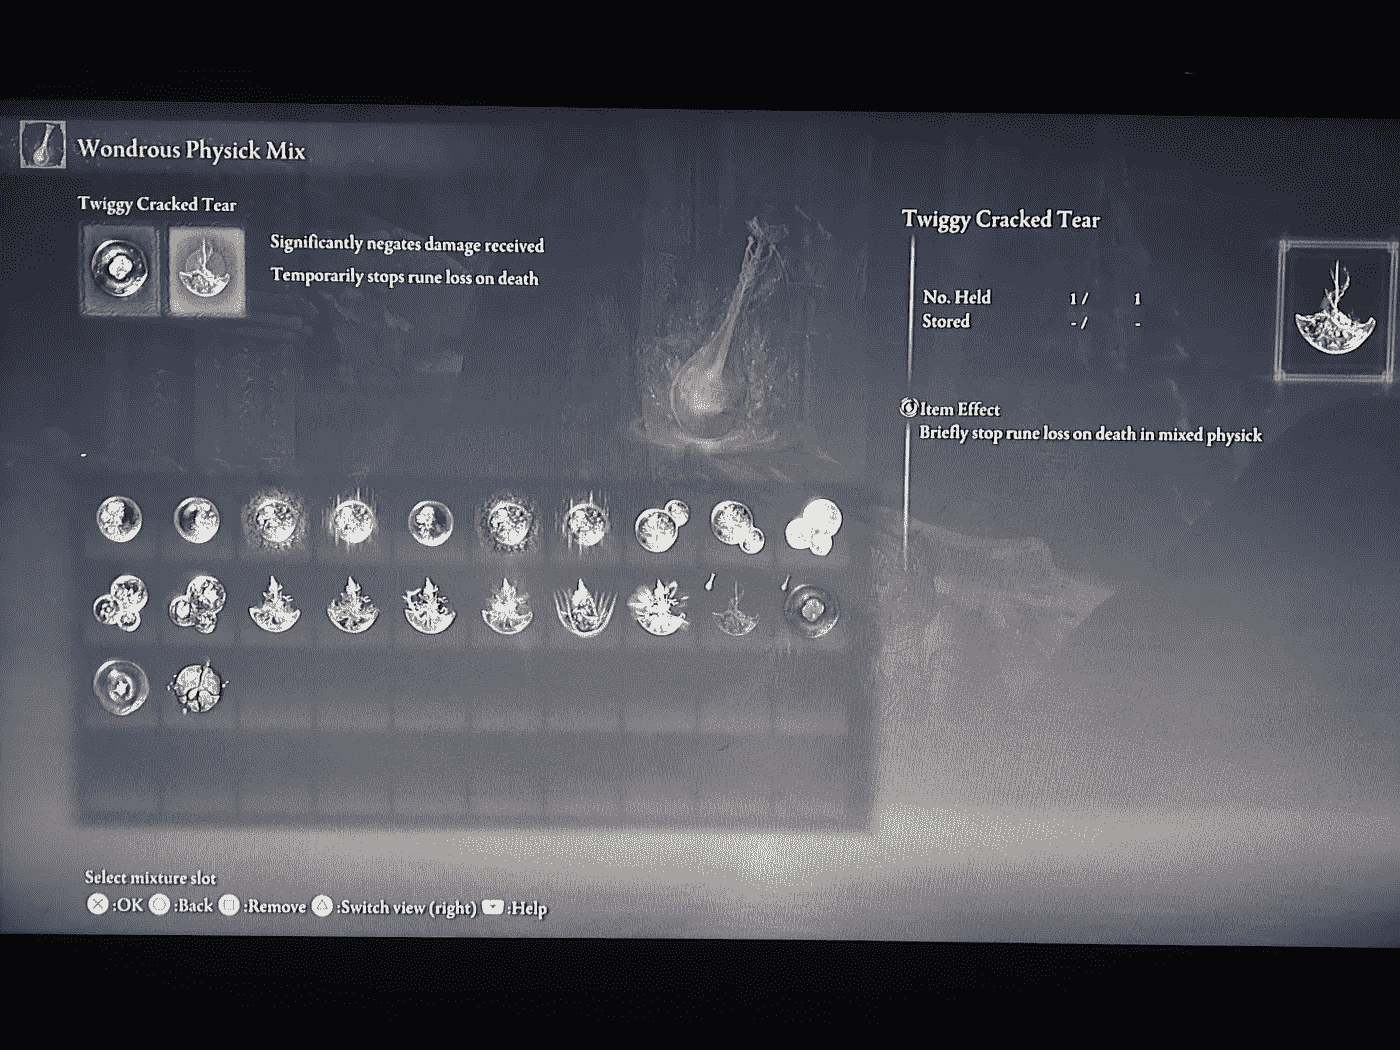 Wondrous Physick Mix
Twiggy Cracked Tear
Significantly negates damage received
Temporarily stops rune loss on death
Twiggy Cracked Tear
No. Held 1 / 1
Stored - / -
Item Effect
Briefly stop rune loss on death in mixed physick
Select mixture slot
:OK :Back :Remove :Switch view (right) :Help